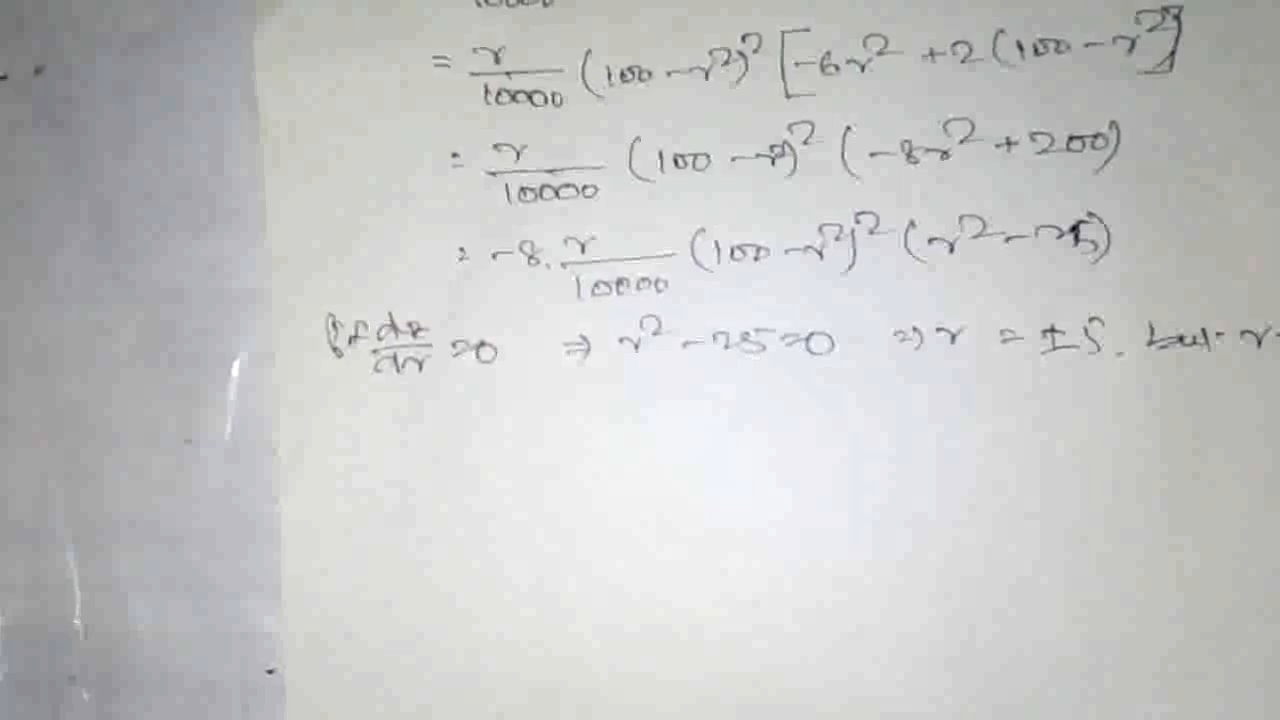 10000
= r/10000 (100 - r²)² [-6r² + 2(100 - r²]
= r/10000 (100 - r²)² (-8r² + 200)
= -8. r/10000 (100 - r²)² (r² - 25)
If dz/dr = 0 ⇒ r² - 25 = 0 ⇒ r = ±5. but r